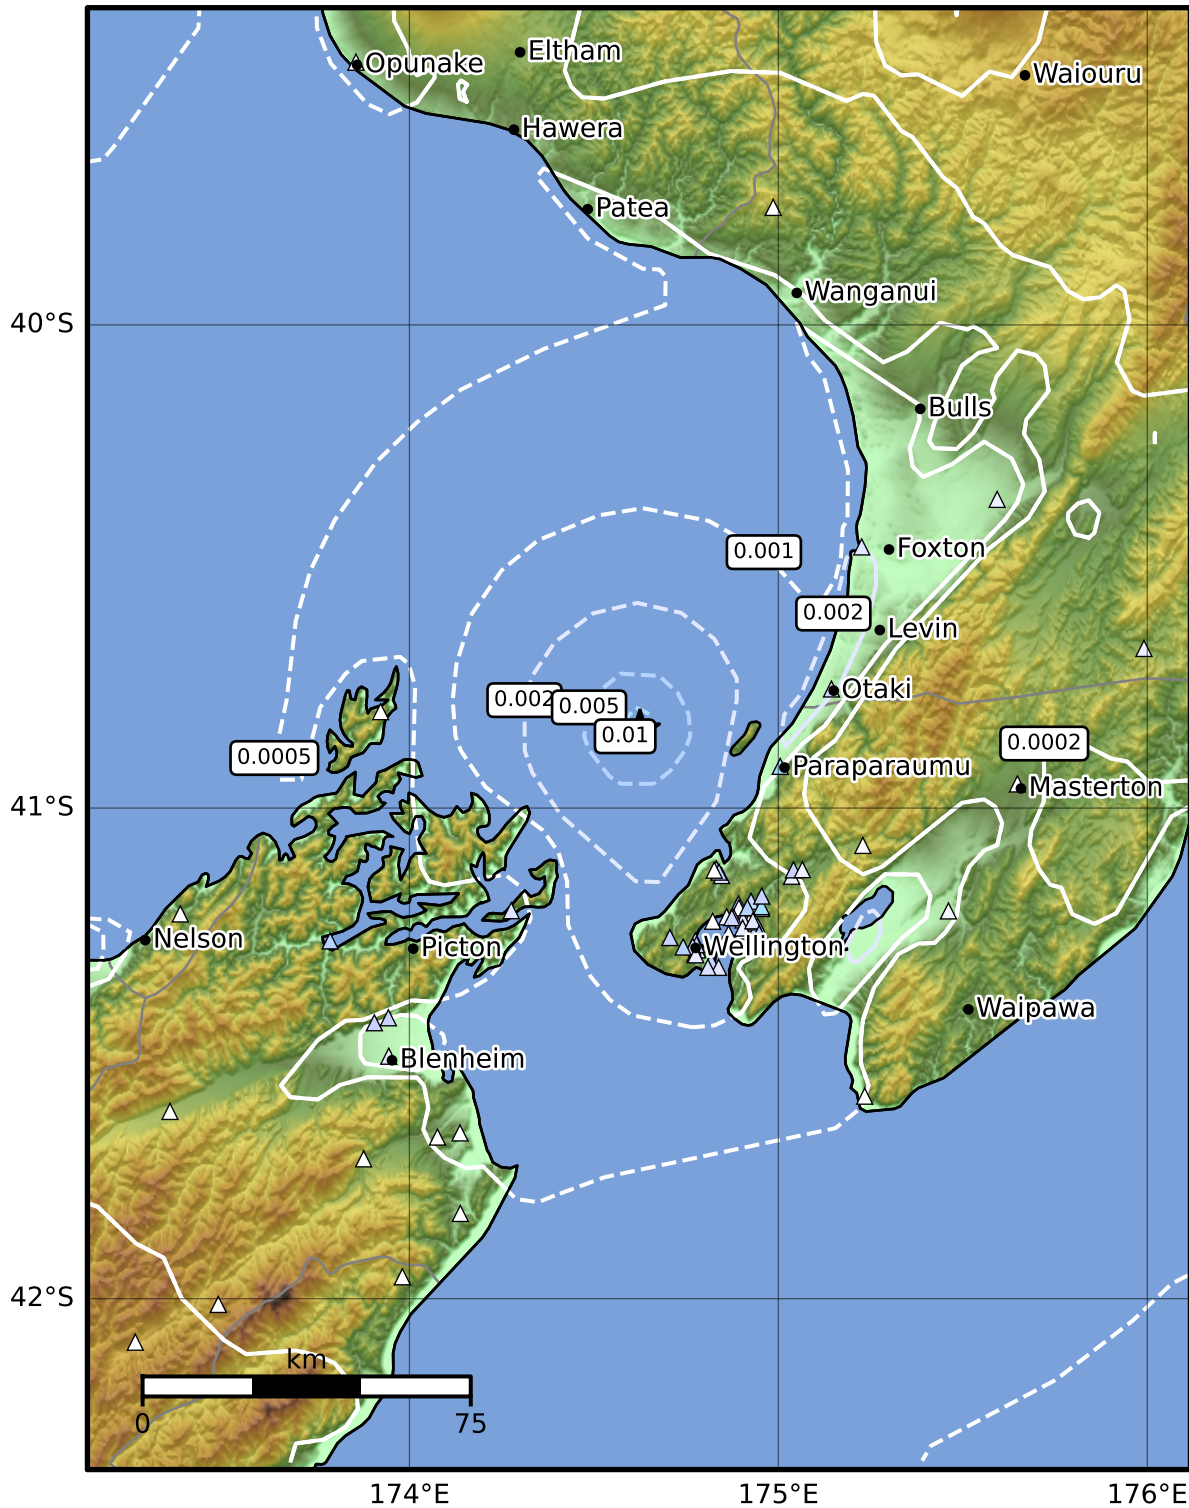 Eltham
Opunake
Waiouru
Hawera
Patea
Wanganui
40°S
Bulls
Foxton
0.001
0.002
Levin
Otaki
0.002
0.005
0.01
0.0002
0.0005
Paraparaumu
Masterton
41°S
Nelson
Picton
Wellington
Waipawa
Blenheim
42°S
km
0
75
174°E
175°E
176°E